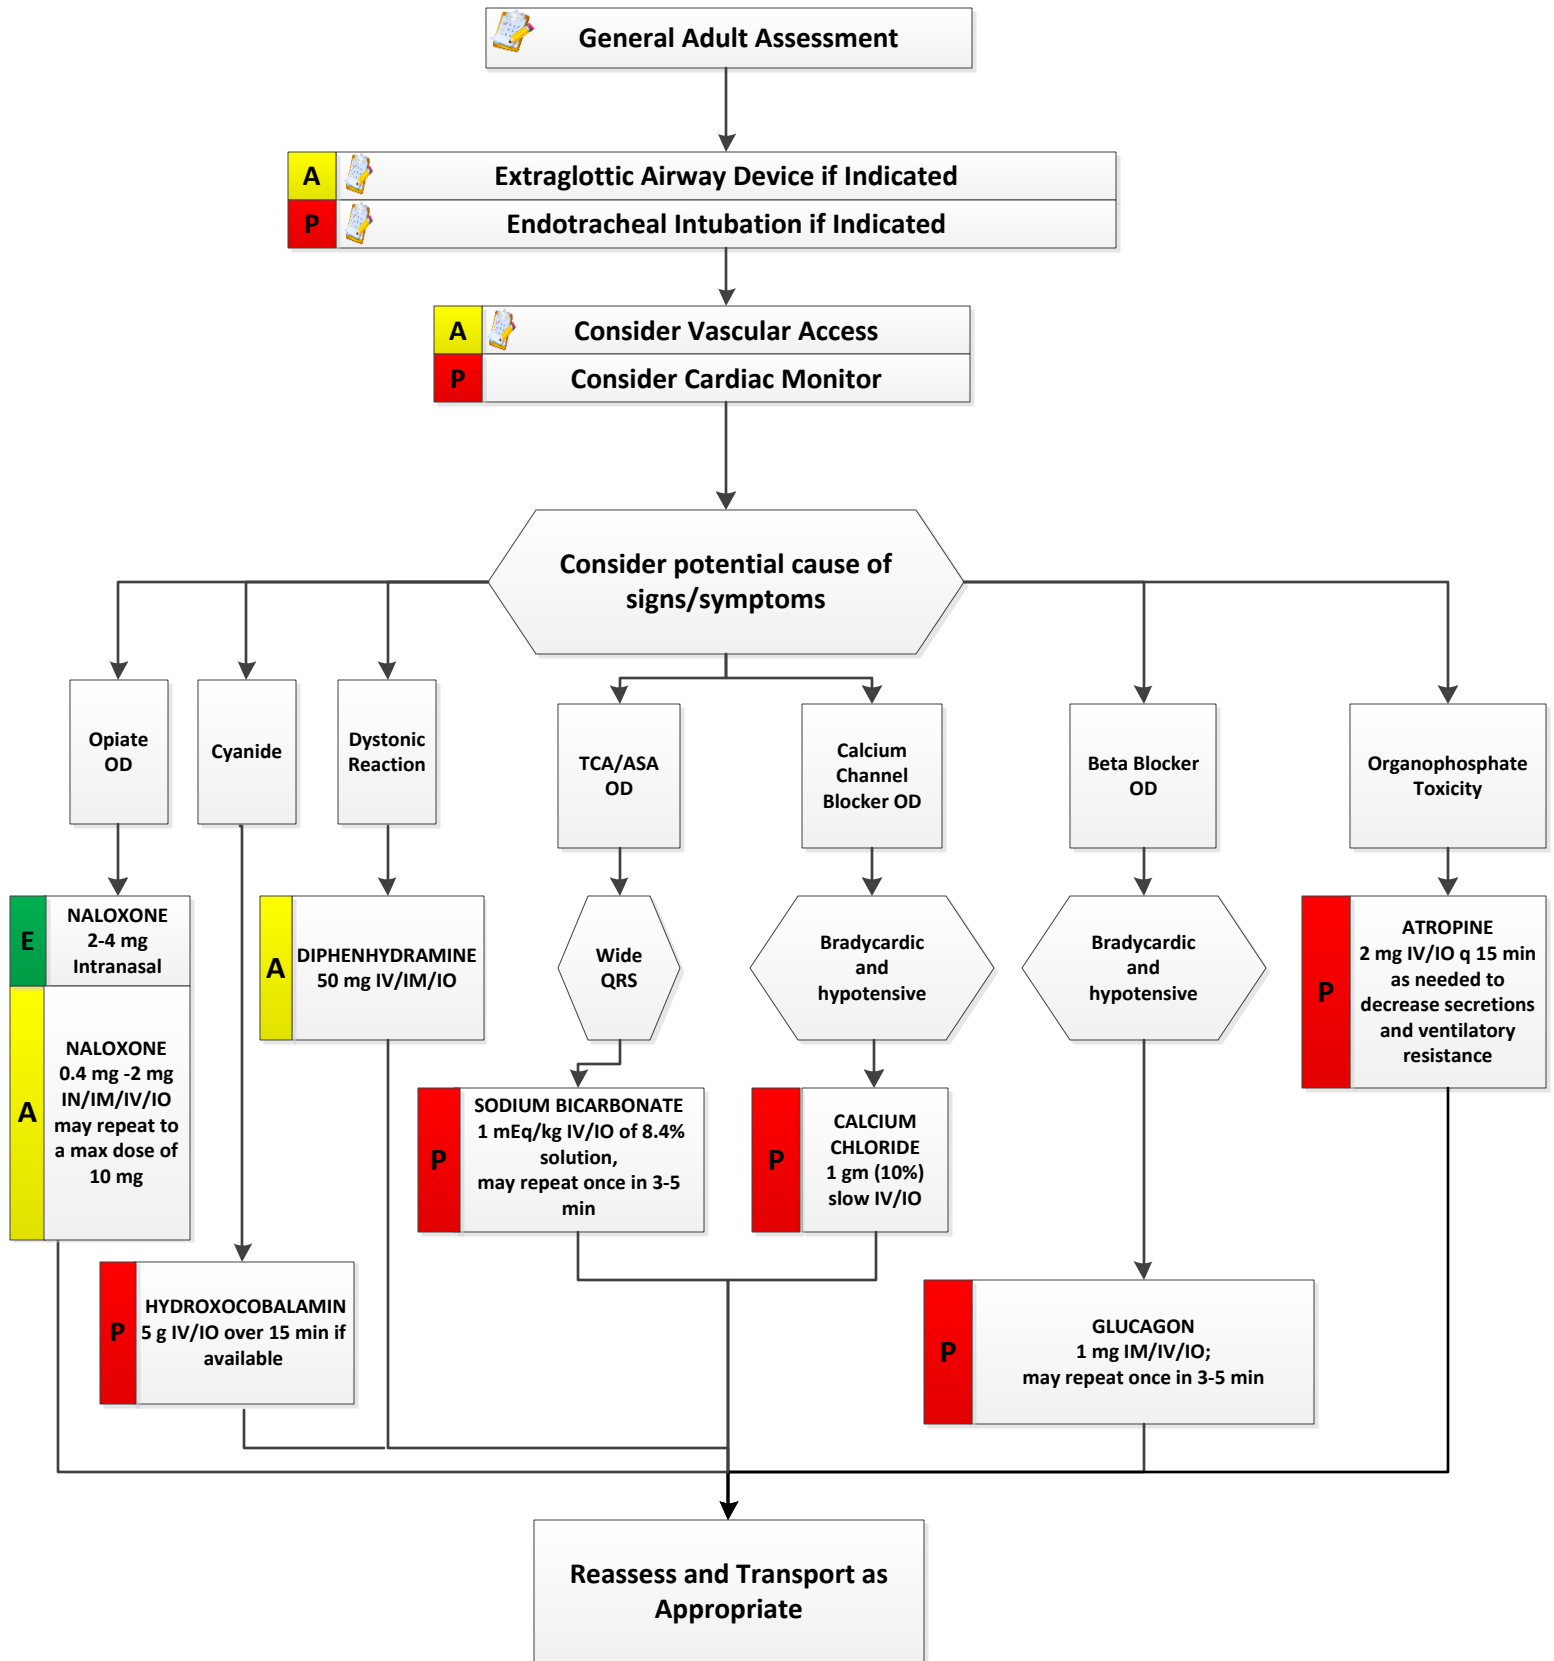 General Adult Assessment
A
Extraglottic Airway Device if Indicated
P
Endotracheal Intubation if Indicated
A
Consider Vascular Access
P
Consider Cardiac Monitor
Consider potential cause of
signs/symptoms
Opiate
OD
Cyanide
Dystonic
Reaction
TCA/ASA
OD
Calcium
Channel
Blocker OD
Beta Blocker
OD
Organophosphate
Toxicity
E
NALOXONE
2-4 mg
Intranasal
A
NALOXONE
0.4 mg -2 mg
IN/IM/IV/IO
may repeat to
a max dose of
10 mg
A
DIPHENHYDRAMINE
50 mg IV/IM/IO
Wide
QRS
Bradycardic
and
hypotensive
Bradycardic
and
hypotensive
P
ATROPINE
2 mg IV/IO q 15 min
as needed to
decrease secretions
and ventilatory
resistance
P
SODIUM BICARBONATE
1 mEq/kg IV/IO of 8.4%
solution,
may repeat once in 3-5
min
P
CALCIUM
CHLORIDE
1 gm (10%)
slow IV/IO
P
HYDROXOCOBALAMIN
5 g IV/IO over 15 min if
available
P
GLUCAGON
1 mg IM/IV/IO;
may repeat once in 3-5 min
Reassess and Transport as
Appropriate